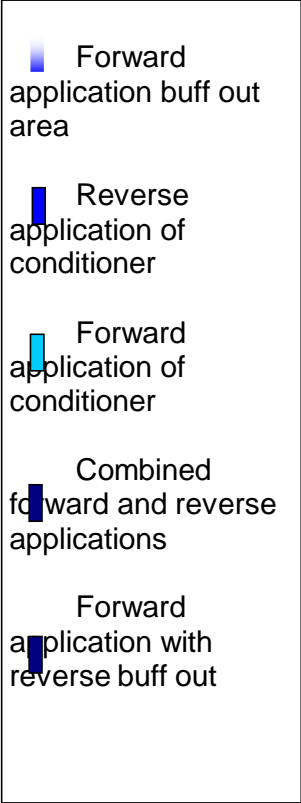 Forward
application buff out
area
Reverse
application of
conditioner
Forward
application of
conditioner
Combined
forward and reverse
applications
Forward
application with
reverse buff out